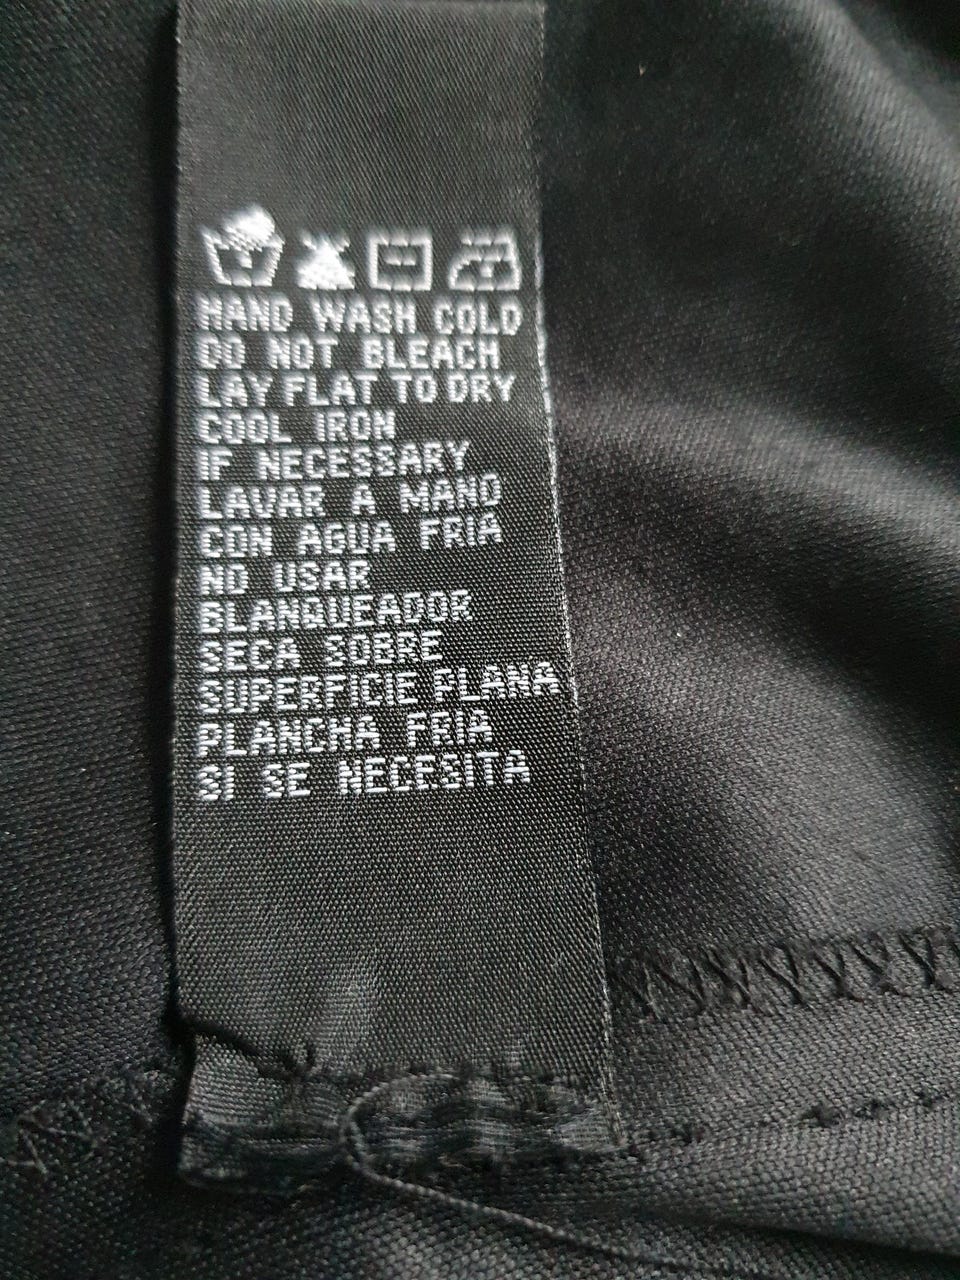 HAND WASH COLD
DO NOT BLEACH
LAY FLAT TO DRY
COOL IRON
IF NECESSARY
LAVAR A MANO
CON AGUA FRIA
NO USAR
BLANQUEADOR
SECA SOBRE
SUPERFICIE PLANA
PLANCHA FRIA
SI SE NECESITA